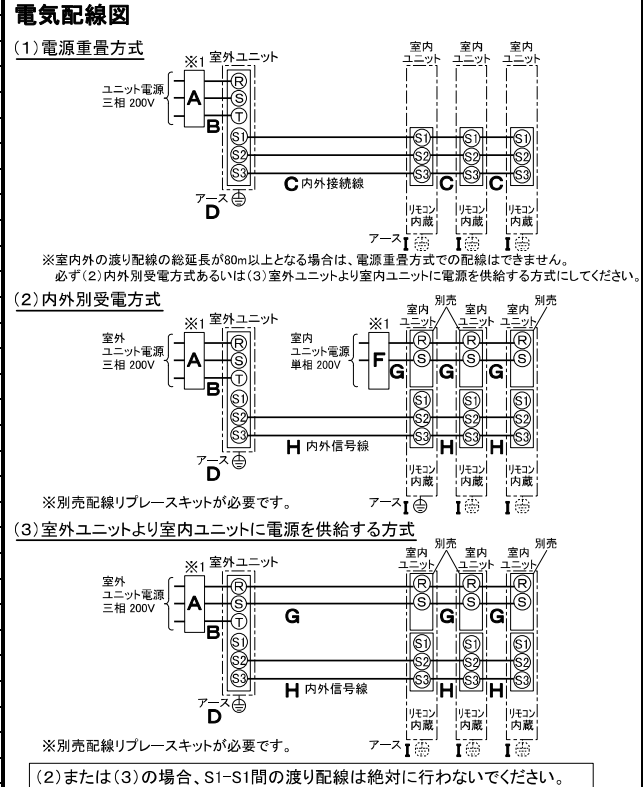 電気配線図
(1)電源重畳方式
※1
室外ユニット
室内
ユニット
室内
ユニット
室内
ユニット
ユニット電源
三相 200V
A
B
R
S
T
S1
S2
S3
S1
S2
S3
S1
S2
S3
S1
S2
S3
C 内外接続線
C
C
アース
D
リモコン
内蔵
リモコン
内蔵
リモコン
内蔵
アース I
I
I
※室内外の渡り配線の総延長が80m以上となる場合は、電源重畳方式での配線はできません。
必ず(2)内外別受電方式あるいは(3)室外ユニットより室内ユニットに電源を供給する方式にしてください。
(2)内外別受電方式
※1
室外ユニット
※1
室内
ユニット
別売
室内
ユニット
室内
ユニット
別売
室外
ユニット電源
三相 200V
A
B
R
S
T
S1
S2
S3
室内
ユニット電源
単相 200V
F
G
G
G
R
S
R
S
R
S
S1
S2
S3
S1
S2
S3
S1
S2
S3
H 内外信号線
H
H
アース
D
リモコン
内蔵
リモコン
内蔵
リモコン
内蔵
※別売配線リプレースキットが必要です。
アース I
I
I
(3)室外ユニットより室内ユニットに電源を供給する方式
※1
室外ユニット
室内
ユニット
別売
室内
ユニット
室内
ユニット
別売
室外
ユニット電源
三相 200V
A
B
R
S
T
S1
S2
S3
G
G
G
R
S
R
S
R
S
S1
S2
S3
S1
S2
S3
S1
S2
S3
H 内外信号線
H
H
アース
D
リモコン
内蔵
リモコン
内蔵
リモコン
内蔵
※別売配線リプレースキットが必要です。
アース I
I
I
(2)または(3)の場合、S1-S1間の渡り配線は絶対に行わないでください。